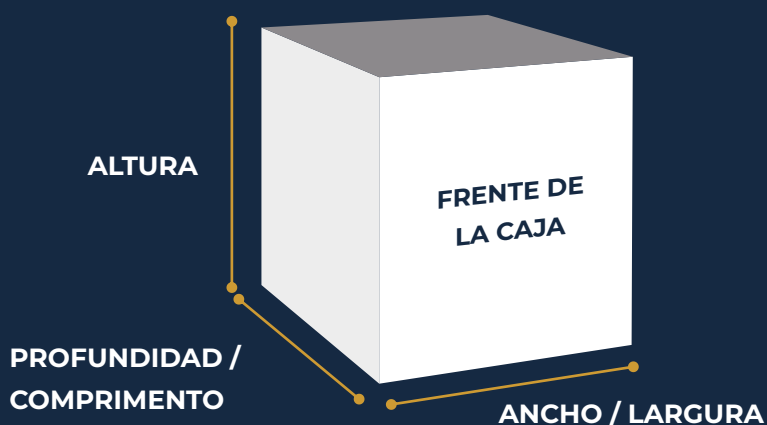 ALTURA
FRENTE DE
LA CAJA
PROFUNDIDAD /
COMPRIMENTO
ANCHO / LARGURA